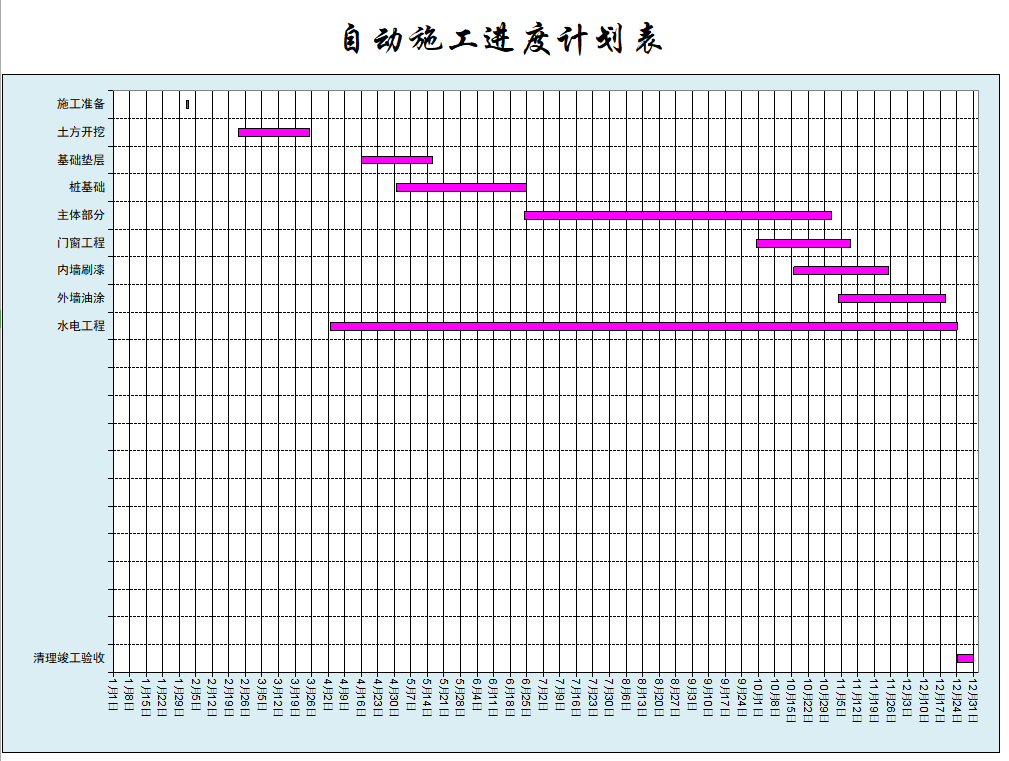 自动施工进度计划表
施工准备
土方开挖
基础垫层
桩基础
主体部分
门窗工程
内墙刷漆
外墙油涂
水电工程
清理竣工验收
1月1日
1月8日
1月15日
1月22日
1月29日
2月5日
2月12日
2月19日
2月26日
3月5日
3月12日
3月19日
3月26日
4月2日
4月9日
4月16日
4月23日
4月30日
5月7日
5月14日
5月21日
5月28日
6月4日
6月11日
6月18日
6月25日
7月2日
7月9日
7月16日
7月23日
7月30日
8月6日
8月13日
8月20日
8月27日
9月3日
9月10日
9月17日
9月24日
10月1日
10月8日
10月15日
10月22日
10月29日
11月5日
11月12日
11月19日
11月26日
12月3日
12月10日
12月17日
12月24日
12月31日